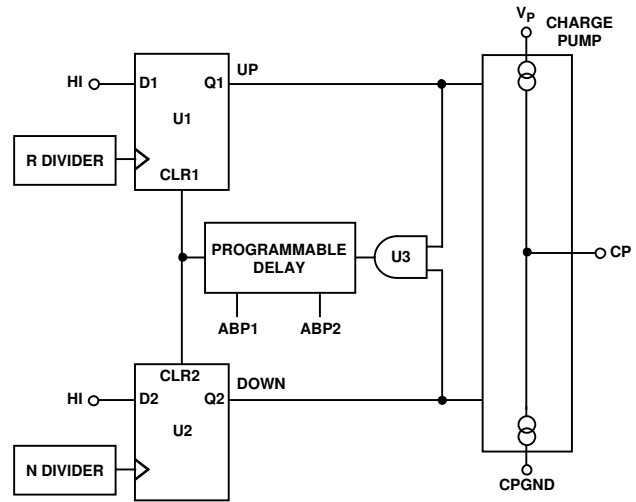 VP
CHARGE
PUMP
UP
HI
D1
Q1
U1
R DIVIDER
CLR1
PROGRAMMABLE
DELAY
U3
CP
ABP1
ABP2
CLR2
DOWN
HI
D2
Q2
U2
N DIVIDER
CPGND